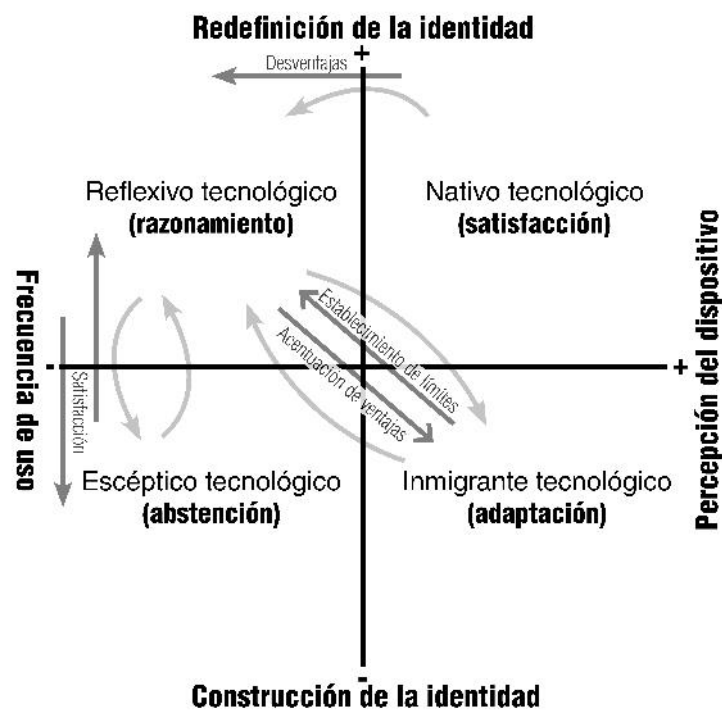 Redefinición de la identidad
+
Desventajas
Reflexivo tecnológico
(razonamiento)
Nativo tecnológico
(satisfacción)
Frecuencia de uso
-
Satisfacción
Establecimiento de límites
Acentuación de ventajas
+
Percepción del dispositivo
Escéptico tecnológico
(abstención)
Inmigrante tecnológico
(adaptación)
-
Construcción de la identidad